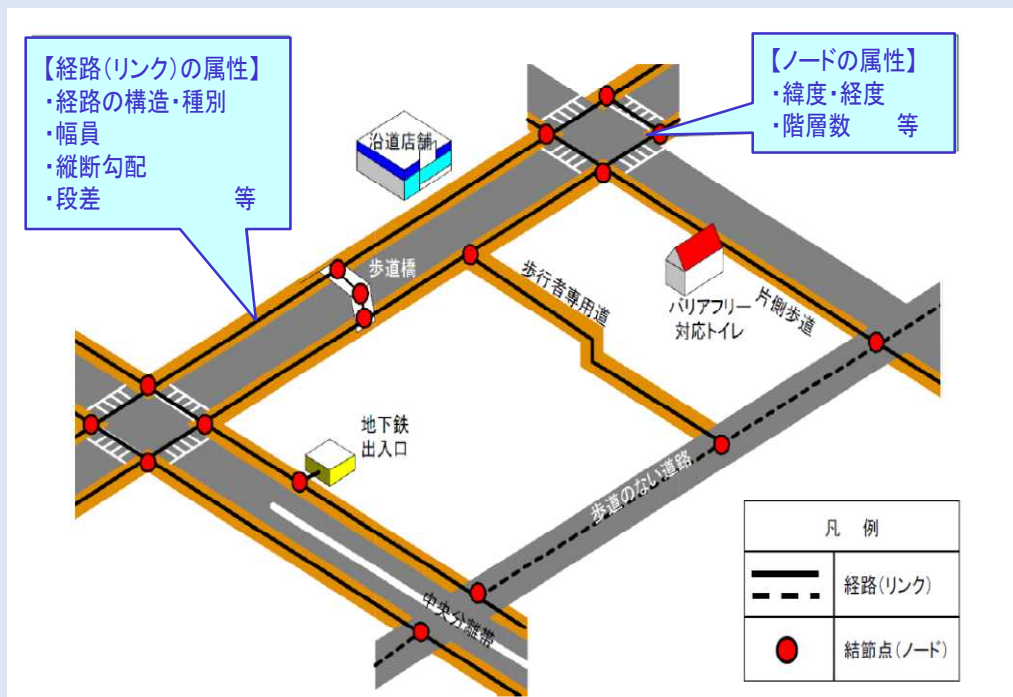 【経路(リンク)の属性】
・経路の構造・種別
・幅員
・縦断勾配
・段差 等
【ノードの属性】
・緯度・経度
・階層数 等
沿道店舗
歩道橋
歩行者専用道
バリアフリー
対応トイレ
片側歩道
地下鉄
出入口
歩道のない道路
中央分離帯
凡 例
経路(リンク)
結節点(ノード)